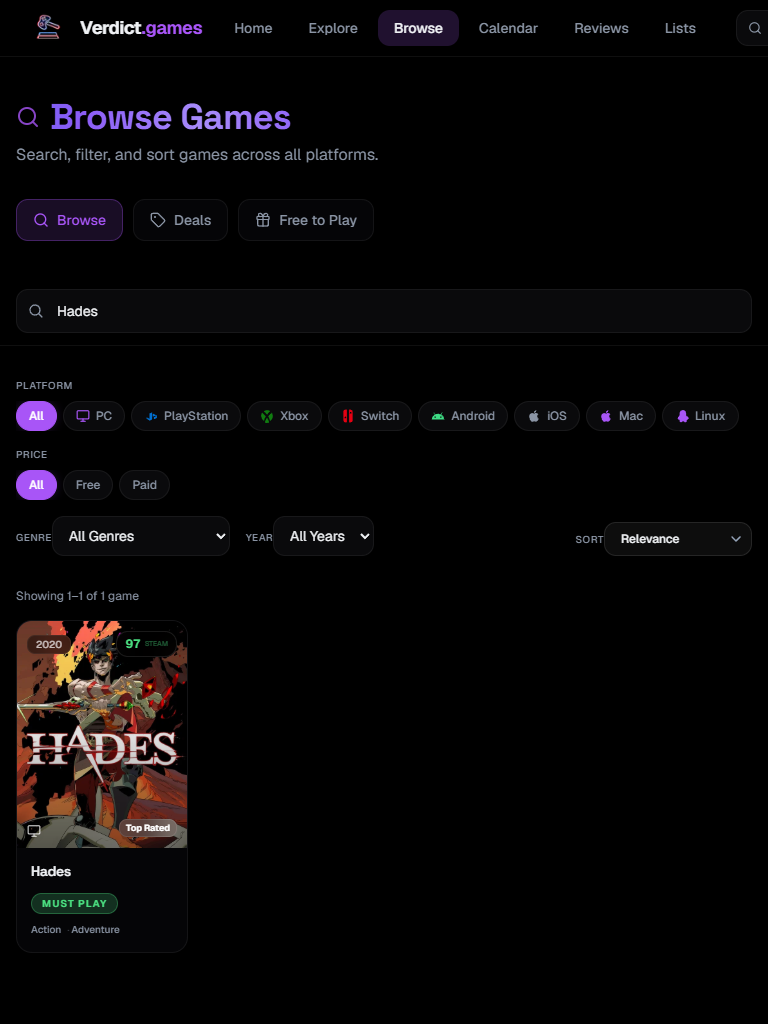 Verdict.games Home Explore Browse Calendar Reviews Lists
Browse Games
Search, filter, and sort games across all platforms.
Browse Deals Free to Play
Hades
PLATFORM
All PC PlayStation Xbox Switch Android iOS Mac Linux
PRICE
All Free Paid
GENRE All Genres YEAR All Years SORT Relevance
Showing 1–1 of 1 game
2020 97 STEAM
HADES
Top Rated
Hades
MUST PLAY
Action · Adventure